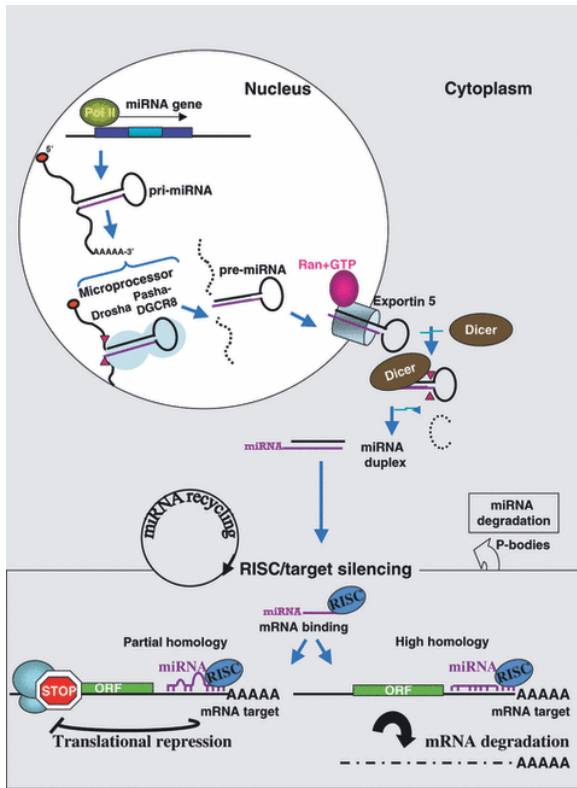 Nucleus
Cytoplasm
Pol II
miRNA gene
5'
pri-miRNA
AAAAA-3'
Microprocessor
Drosha
Pasha-
DGCR8
pre-miRNA
Ran+GTP
Exportin 5
Dicer
Dicer
miRNA
miRNA
duplex
miRNA recycling
miRNA
degradation
P-bodies
RISC/target silencing
miRNA
RISC
mRNA binding
Partial homology
miRNA
RISC
STOP
ORF
AAAAA
mRNA target
Translational repression
High homology
miRNA
RISC
ORF
AAAAA
mRNA target
mRNA degradation
AAAAA